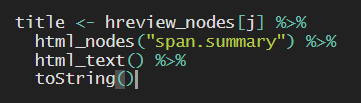 title <- hreview_nodes[j] %>%
  html_nodes("span.summary") %>%
  html_text() %>%
  toString()